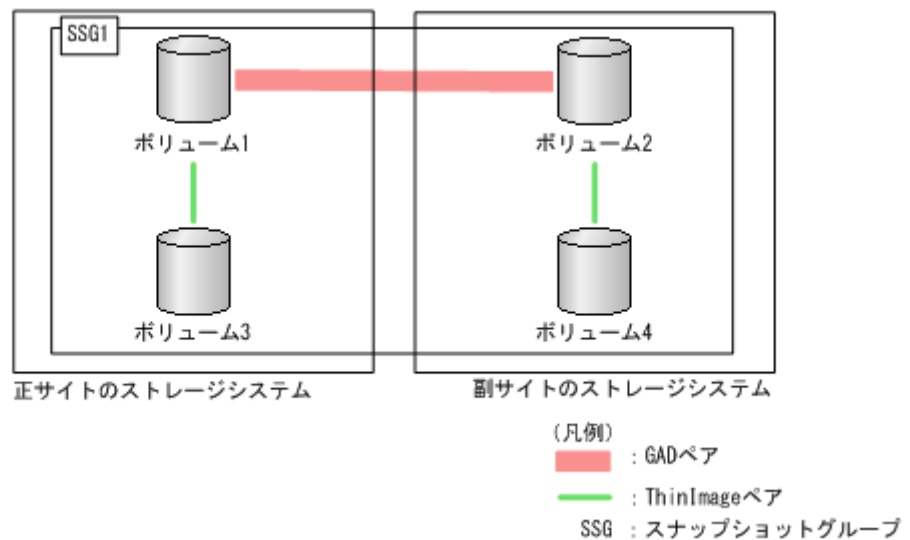 SSG1
ボリューム1
ボリューム2
ボリューム3
ボリューム4
正サイトのストレージシステム
副サイトのストレージシステム
(凡例)
：GADペア
：ThinImageペア
SSG ：スナップショットグループ